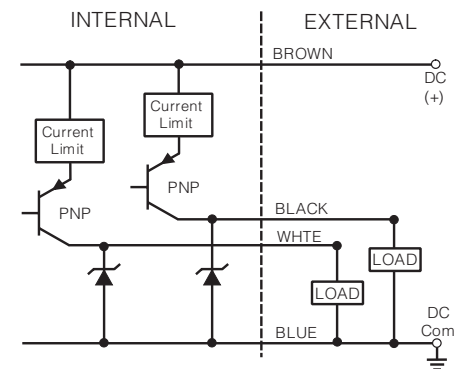 INTERNAL
EXTERNAL
BROWN
DC
(+)
Current
Limit
Current
Limit
PNP
PNP
BLACK
WHTE
LOAD
LOAD
DC
Com
BLUE